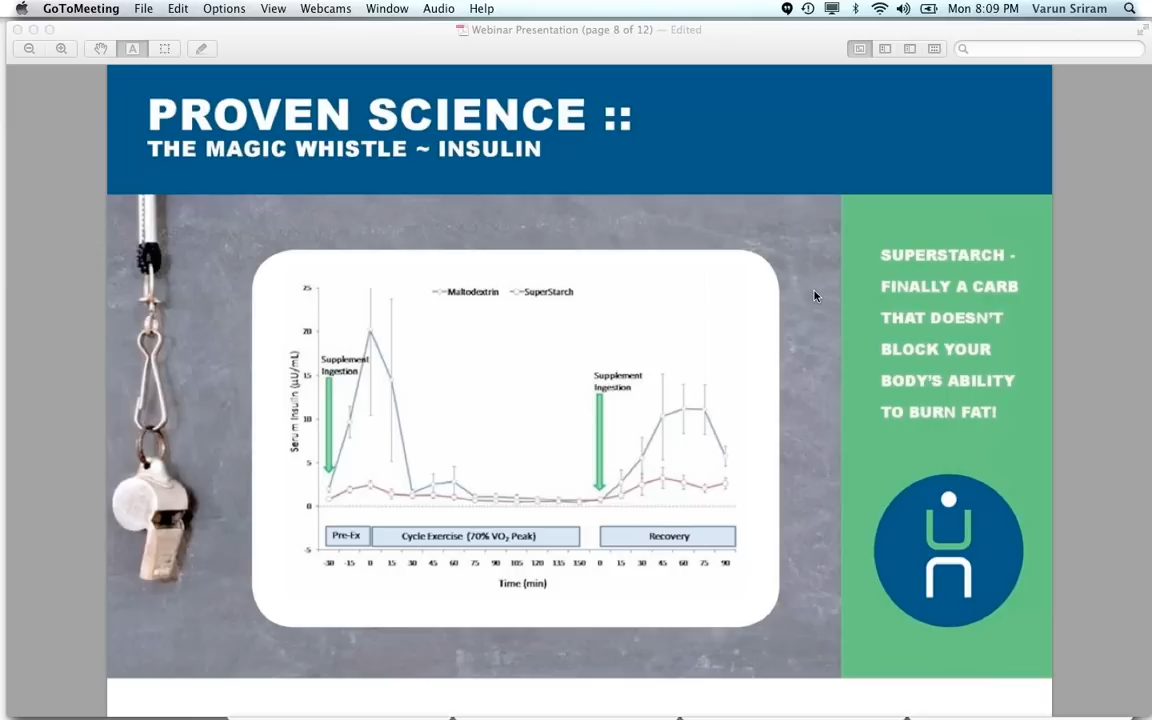 GoToMeeting File Edit Options View Webcams Window Audio Help Mon 8:09 PM Varun Sriram
Webinar Presentation (page 8 of 12) — Edited
PROVEN SCIENCE ::
THE MAGIC WHISTLE ~ INSULIN
SUPERSTARCH -
FINALLY A CARB
THAT DOESN'T
BLOCK YOUR
BODY'S ABILITY
TO BURN FAT!
Maltodextrin SuperStarch
25
20
15
10
5
0
-5
Serum Insulin (µU/mL)
Supplement
Ingestion
Supplement
Ingestion
Pre-Ex Cycle Exercise (70% VO₂ Peak) Recovery
-30 -15 0 15 30 45 60 75 90 105 120 135 150 0 15 30 45 60 75 90
Time (min)